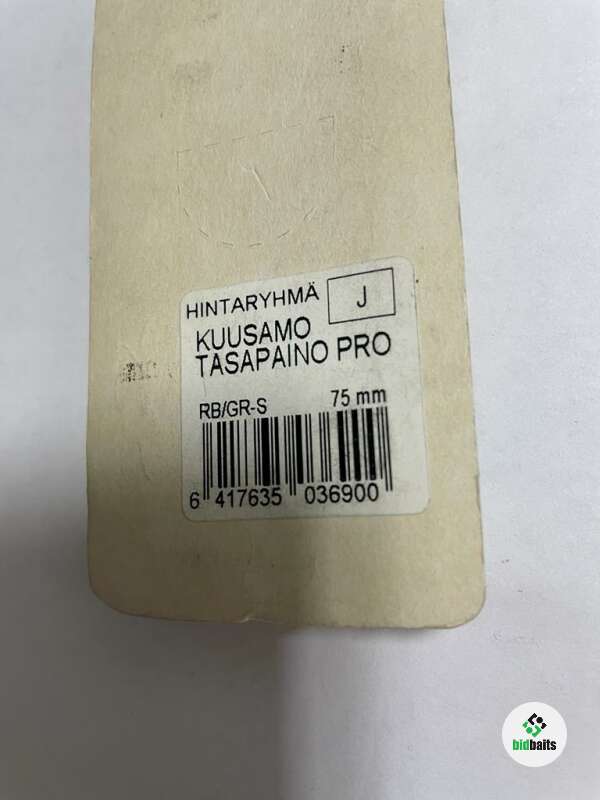 HINTARYHMÄ J
KUUSAMO
TASAPAINO PRO
RB/GR-S 75 mm
6 417635 036900
bidbaits